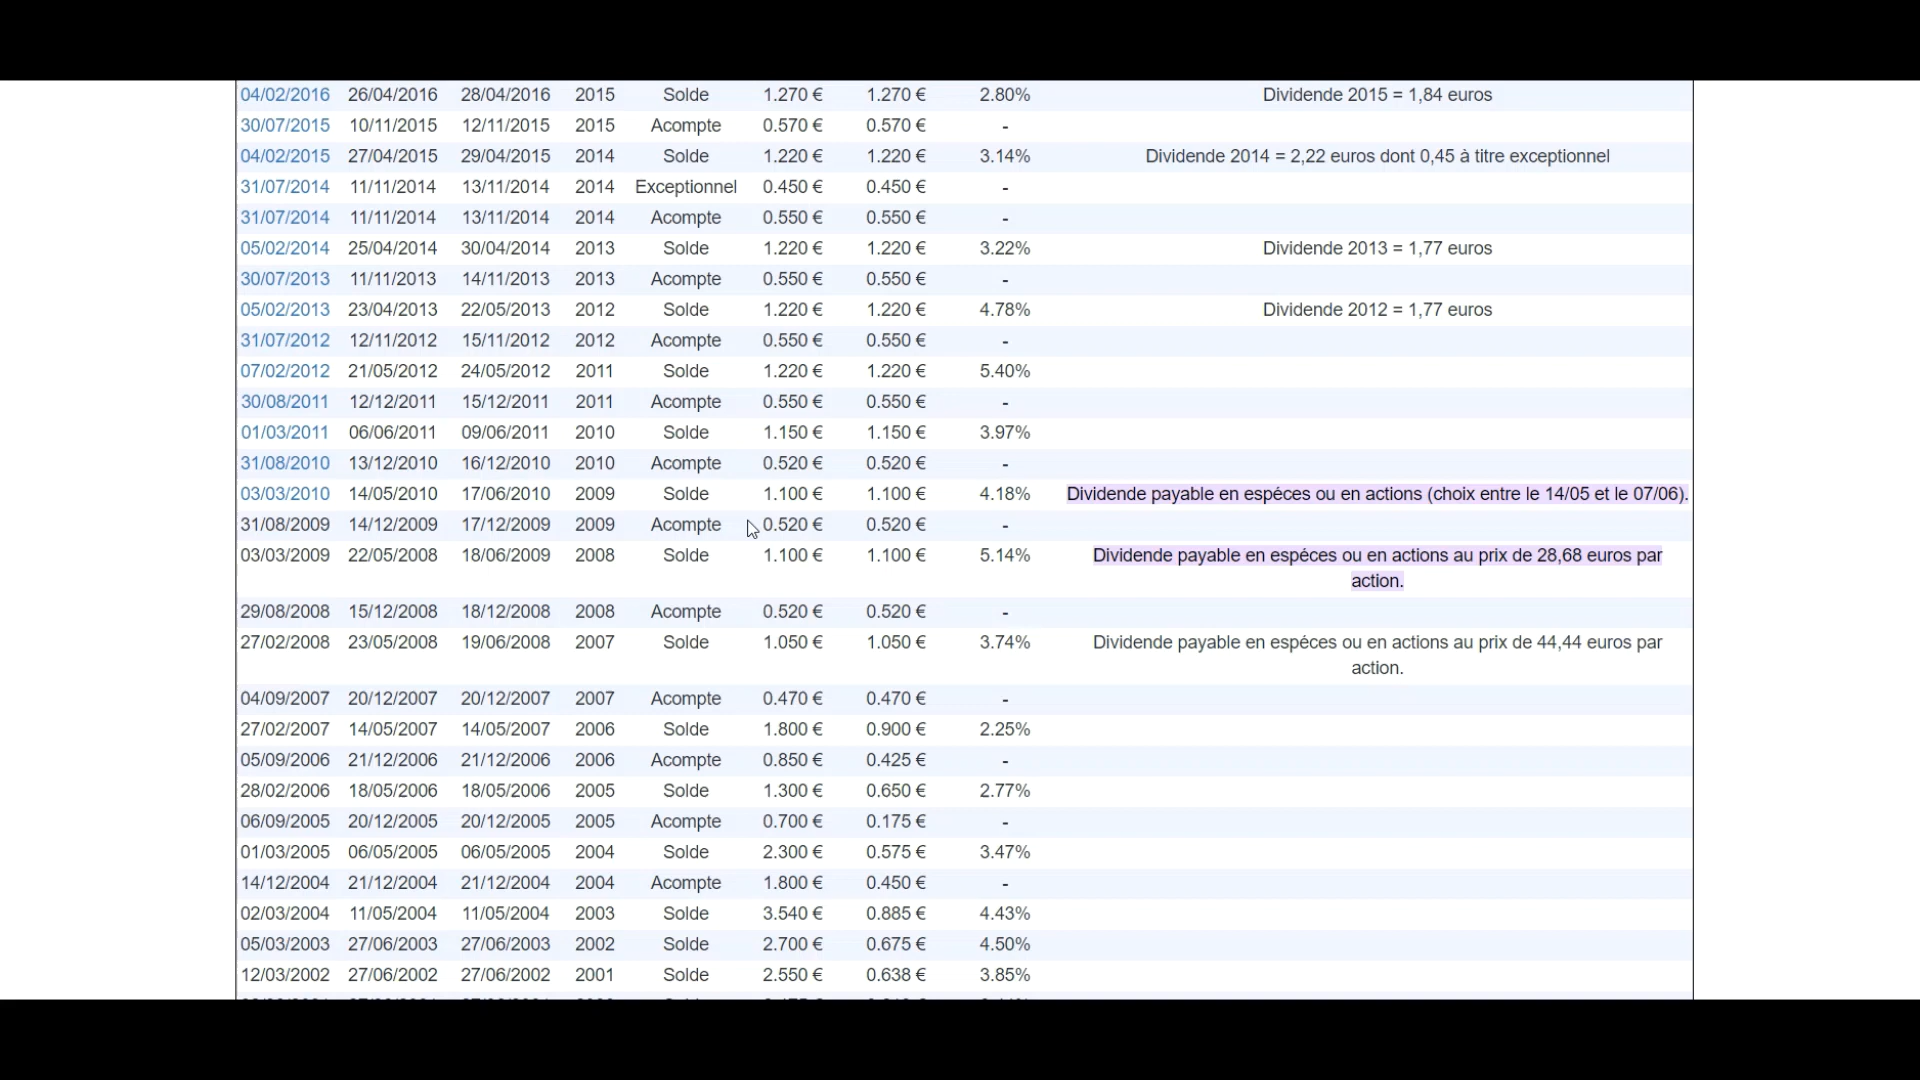 04/02/2016 26/04/2016 28/04/2016 2015 Solde 1.270 € 1.270 € 2.80% Dividende 2015 = 1,84 euros
30/07/2015 10/11/2015 12/11/2015 2015 Acompte 0.570 € 0.570 € -
04/02/2015 27/04/2015 29/04/2015 2014 Solde 1.220 € 1.220 € 3.14% Dividende 2014 = 2,22 euros dont 0,45 à titre exceptionnel
31/07/2014 11/11/2014 13/11/2014 2014 Exceptionnel 0.450 € 0.450 € -
31/07/2014 11/11/2014 13/11/2014 2014 Acompte 0.550 € 0.550 € -
05/02/2014 25/04/2014 30/04/2014 2013 Solde 1.220 € 1.220 € 3.22% Dividende 2013 = 1,77 euros
30/07/2013 11/11/2013 14/11/2013 2013 Acompte 0.550 € 0.550 € -
05/02/2013 23/04/2013 22/05/2013 2012 Solde 1.220 € 1.220 € 4.78% Dividende 2012 = 1,77 euros
31/07/2012 12/11/2012 15/11/2012 2012 Acompte 0.550 € 0.550 € -
07/02/2012 21/05/2012 24/05/2012 2011 Solde 1.220 € 1.220 € 5.40%
30/08/2011 12/12/2011 15/12/2011 2011 Acompte 0.550 € 0.550 € -
01/03/2011 06/06/2011 09/06/2011 2010 Solde 1.150 € 1.150 € 3.97%
31/08/2010 13/12/2010 16/12/2010 2010 Acompte 0.520 € 0.520 € -
03/03/2010 14/05/2010 17/06/2010 2009 Solde 1.100 € 1.100 € 4.18% Dividende payable en espéces ou en actions (choix entre le 14/05 et le 07/06).
31/08/2009 14/12/2009 17/12/2009 2009 Acompte 0.520 € 0.520 € -
03/03/2009 22/05/2008 18/06/2009 2008 Solde 1.100 € 1.100 € 5.14% Dividende payable en espéces ou en actions au prix de 28,68 euros par
action.
29/08/2008 15/12/2008 18/12/2008 2008 Acompte 0.520 € 0.520 € -
27/02/2008 23/05/2008 19/06/2008 2007 Solde 1.050 € 1.050 € 3.74% Dividende payable en espéces ou en actions au prix de 44,44 euros par
action.
04/09/2007 20/12/2007 20/12/2007 2007 Acompte 0.470 € 0.470 € -
27/02/2007 14/05/2007 14/05/2007 2006 Solde 1.800 € 0.900 € 2.25%
05/09/2006 21/12/2006 21/12/2006 2006 Acompte 0.850 € 0.425 € -
28/02/2006 18/05/2006 18/05/2006 2005 Solde 1.300 € 0.650 € 2.77%
06/09/2005 20/12/2005 20/12/2005 2005 Acompte 0.700 € 0.175 € -
01/03/2005 06/05/2005 06/05/2005 2004 Solde 2.300 € 0.575 € 3.47%
14/12/2004 21/12/2004 21/12/2004 2004 Acompte 1.800 € 0.450 € -
02/03/2004 11/05/2004 11/05/2004 2003 Solde 3.540 € 0.885 € 4.43%
05/03/2003 27/06/2003 27/06/2003 2002 Solde 2.700 € 0.675 € 4.50%
12/03/2002 27/06/2002 27/06/2002 2001 Solde 2.550 € 0.638 € 3.85%